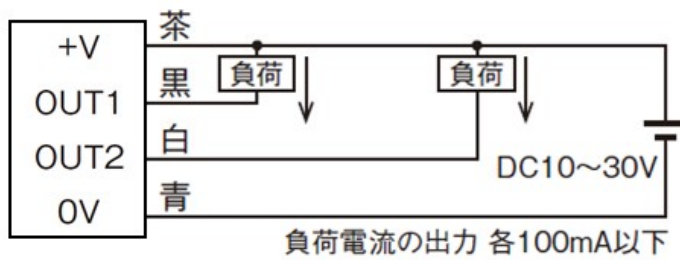 茶
+V
負荷 負荷
黒
OUT1
白
OUT2
DC10～30V
青
0V
負荷電流の出力 各100mA以下